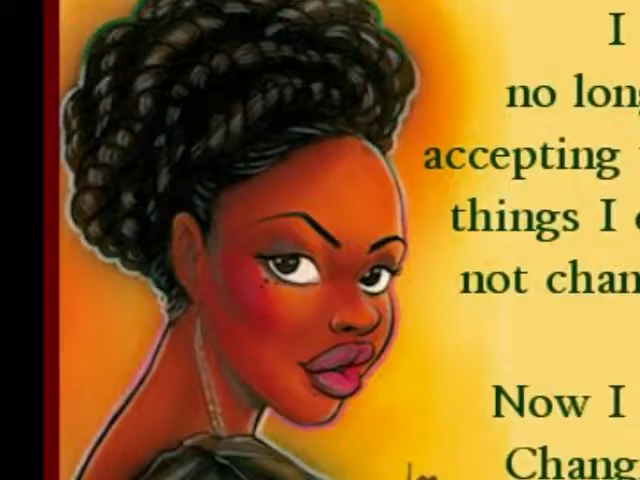 I
no long
accepting
things I
not chan
Now I
Chang